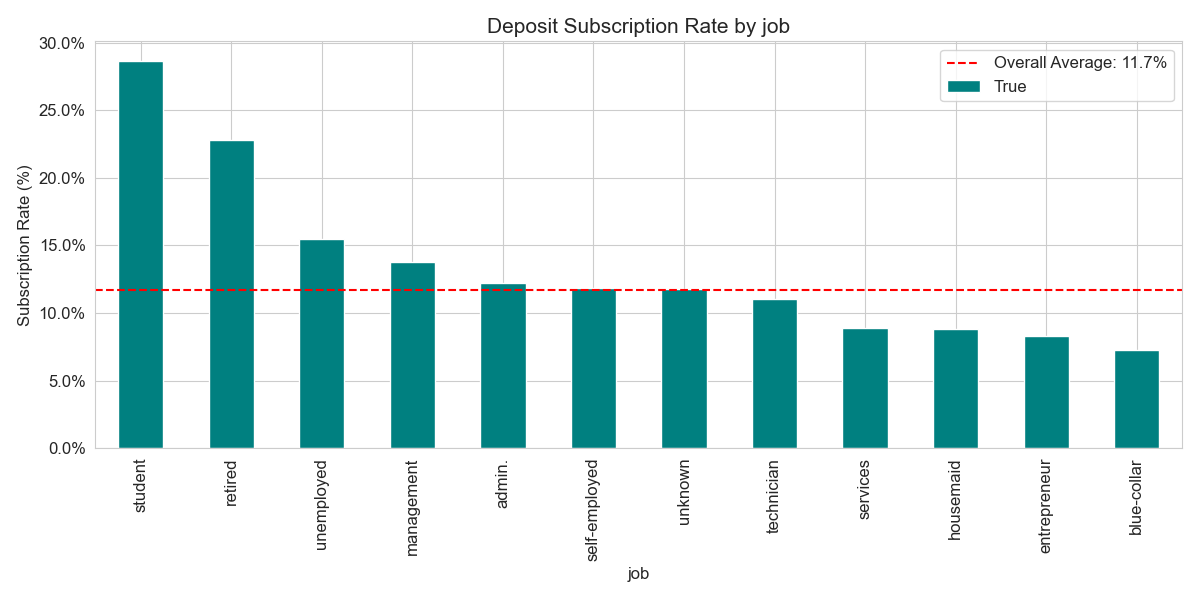 Deposit Subscription Rate by job
Overall Average: 11.7%
True
Subscription Rate (%)
30.0%
25.0%
20.0%
15.0%
10.0%
5.0%
0.0%
student
retired
unemployed
management
admin.
self-employed
unknown
technician
services
housemaid
entrepreneur
blue-collar
job